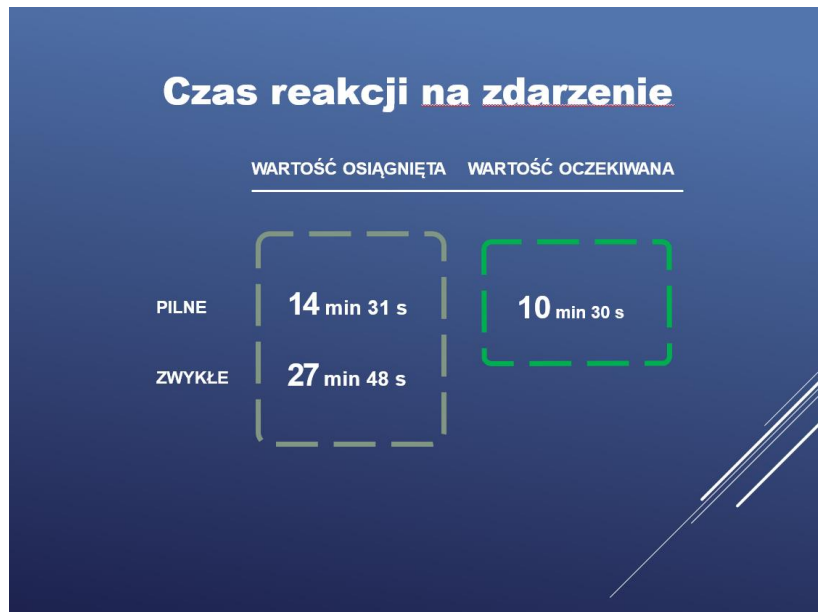 Czas reakcji na zdarzenie
WARTOŚĆ OSIĄGNIĘTA WARTOŚĆ OCZEKIWANA
PILNE 14 min 31 s 10 min 30 s
ZWYKŁE 27 min 48 s